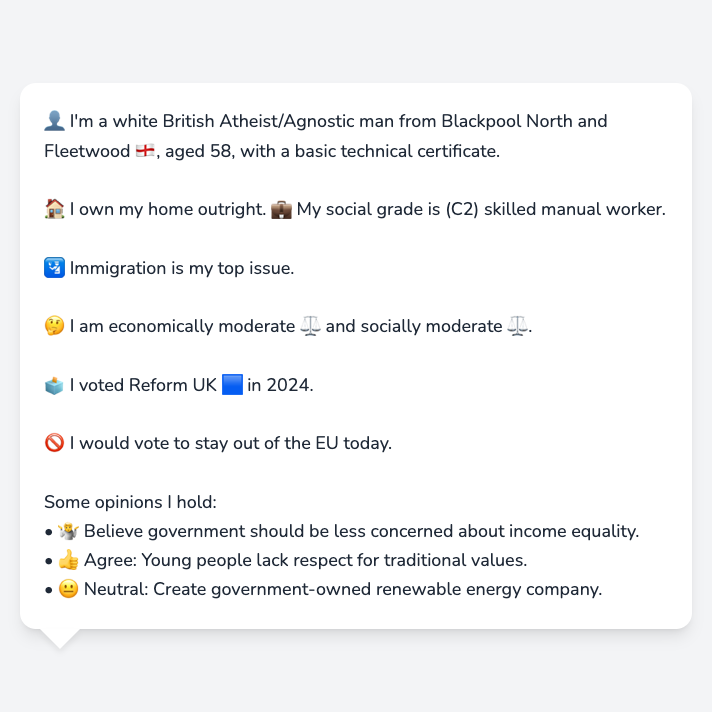 👤 I'm a white British Atheist/Agnostic man from Blackpool North and
Fleetwood 🏴󠁧󠁢󠁥󠁮󠁧󠁿, aged 58, with a basic technical certificate.
🏠 I own my home outright. 💼 My social grade is (C2) skilled manual worker.
🛂 Immigration is my top issue.
🤔 I am economically moderate ⚖️ and socially moderate ⚖️.
🗳️ I voted Reform UK 🟦 in 2024.
🚫 I would vote to stay out of the EU today.
Some opinions I hold:
• 🤷 Believe government should be less concerned about income equality.
• 👍 Agree: Young people lack respect for traditional values.
• 😐 Neutral: Create government-owned renewable energy company.